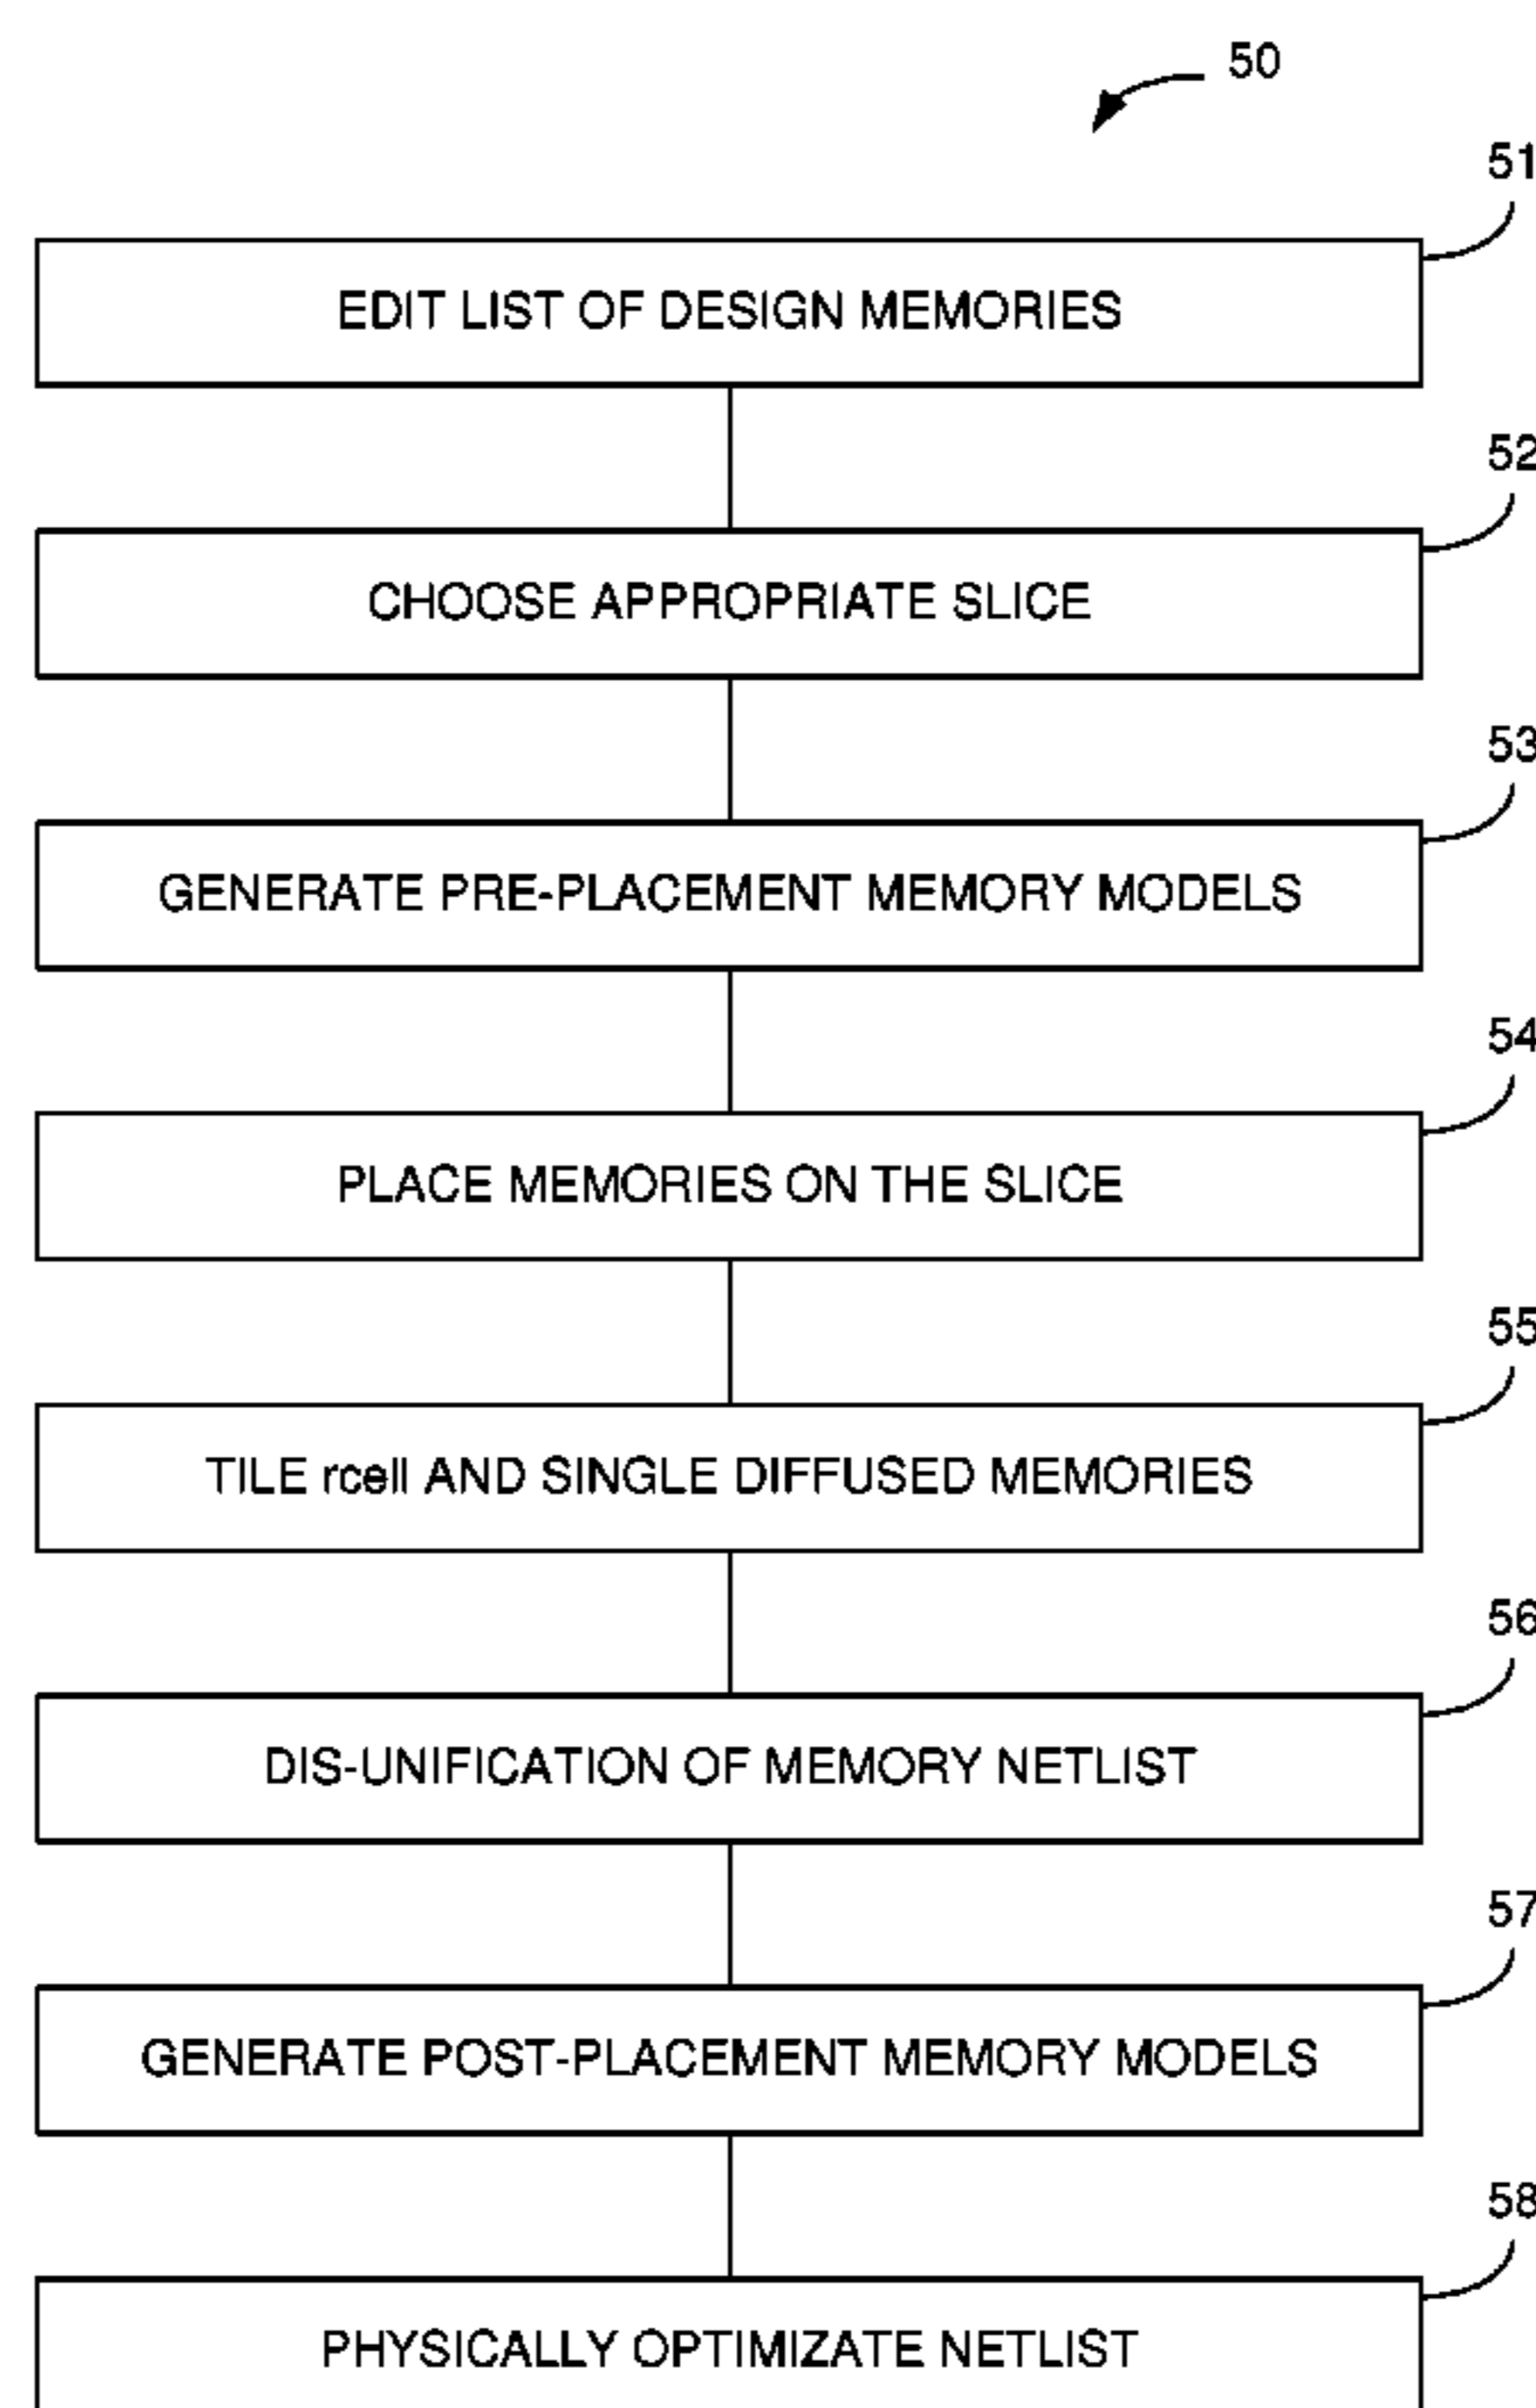 50
51
EDIT LIST OF DESIGN MEMORIES
52
CHOOSE APPROPRIATE SLICE
53
GENERATE PRE-PLACEMENT MEMORY MODELS
54
PLACE MEMORIES ON THE SLICE
55
TILE rcell AND SINGLE DIFFUSED MEMORIES
56
DIS-UNIFICATION OF MEMORY NETLIST
57
GENERATE POST-PLACEMENT MEMORY MODELS
58
PHYSICALLY OPTIMIZATE NETLIST